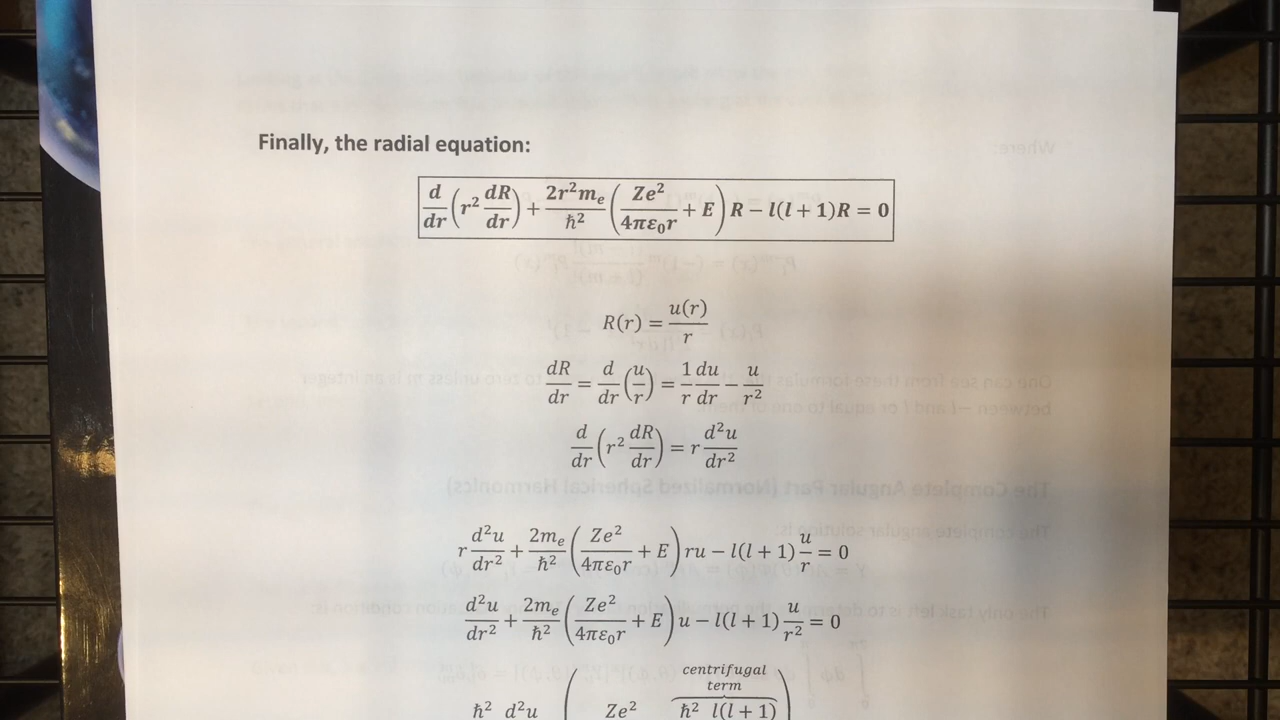 Finally, the radial equation:
d/dr (r² dR/dr) + 2r²mₑ/ħ² (Ze²/4πε₀r + E) R − l(l + 1)R = 0
R(r) = u(r)/r
dR/dr = d/dr (u/r) = 1/r du/dr − u/r²
d/dr (r² dR/dr) = r d²u/dr²
r d²u/dr² + 2mₑ/ħ² (Ze²/4πε₀r + E) ru − l(l + 1) u/r = 0
d²u/dr² + 2mₑ/ħ² (Ze²/4πε₀r + E) u − l(l + 1) u/r² = 0
centrifugal
term
ħ² d²u ( Ze² ħ² l(l + 1) )